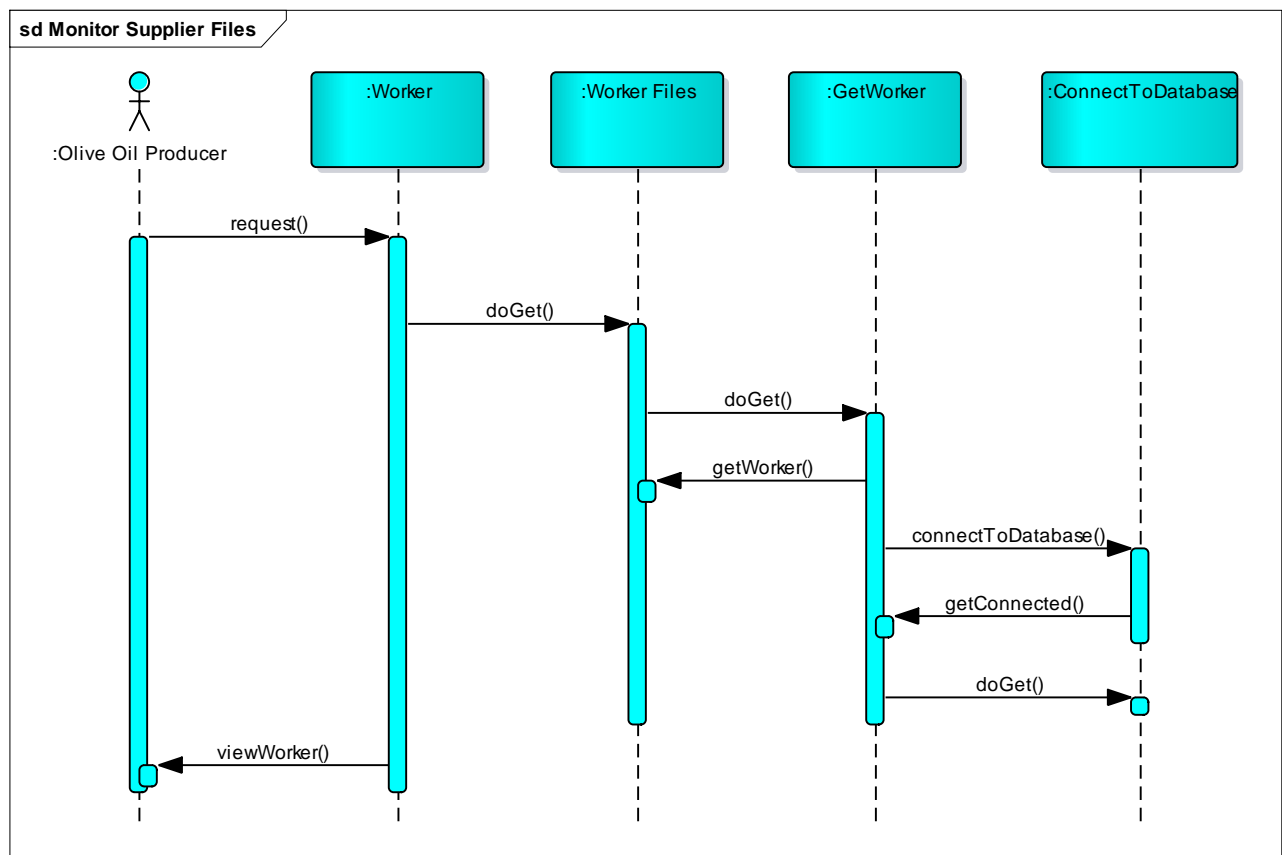 sd Monitor Supplier Files
:Olive Oil Producer
:Worker
:Worker Files
:GetWorker
:ConnectToDatabase
request()
doGet()
doGet()
getWorker()
connectToDatabase()
getConnected()
doGet()
viewWorker()